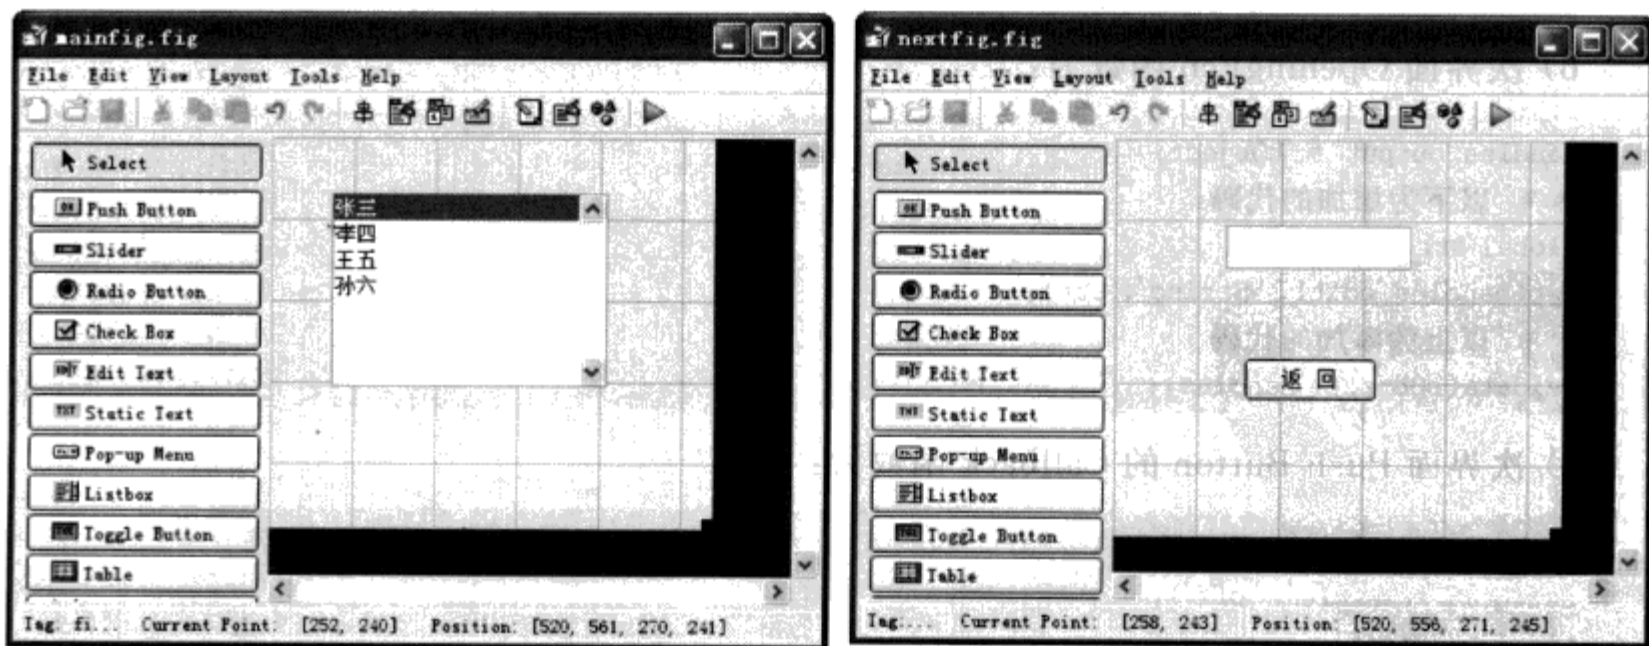 mainfig.fig
File Edit View Layout Tools Help
Select
Push Button
Slider
Radio Button
Check Box
Edit Text
Static Text
Pop-up Menu
Listbox
Toggle Button
Table
张三
李四
王五
孙六
Tag: fi... Current Point: [252, 240] Position: [520, 561, 270, 241]
nextfig.fig
File Edit View Layout Tools Help
Select
Push Button
Slider
Radio Button
Check Box
Edit Text
Static Text
Pop-up Menu
Listbox
Toggle Button
Table
返 回
Tag.... Current Point: [258, 243] Position: [520, 556, 271, 245]